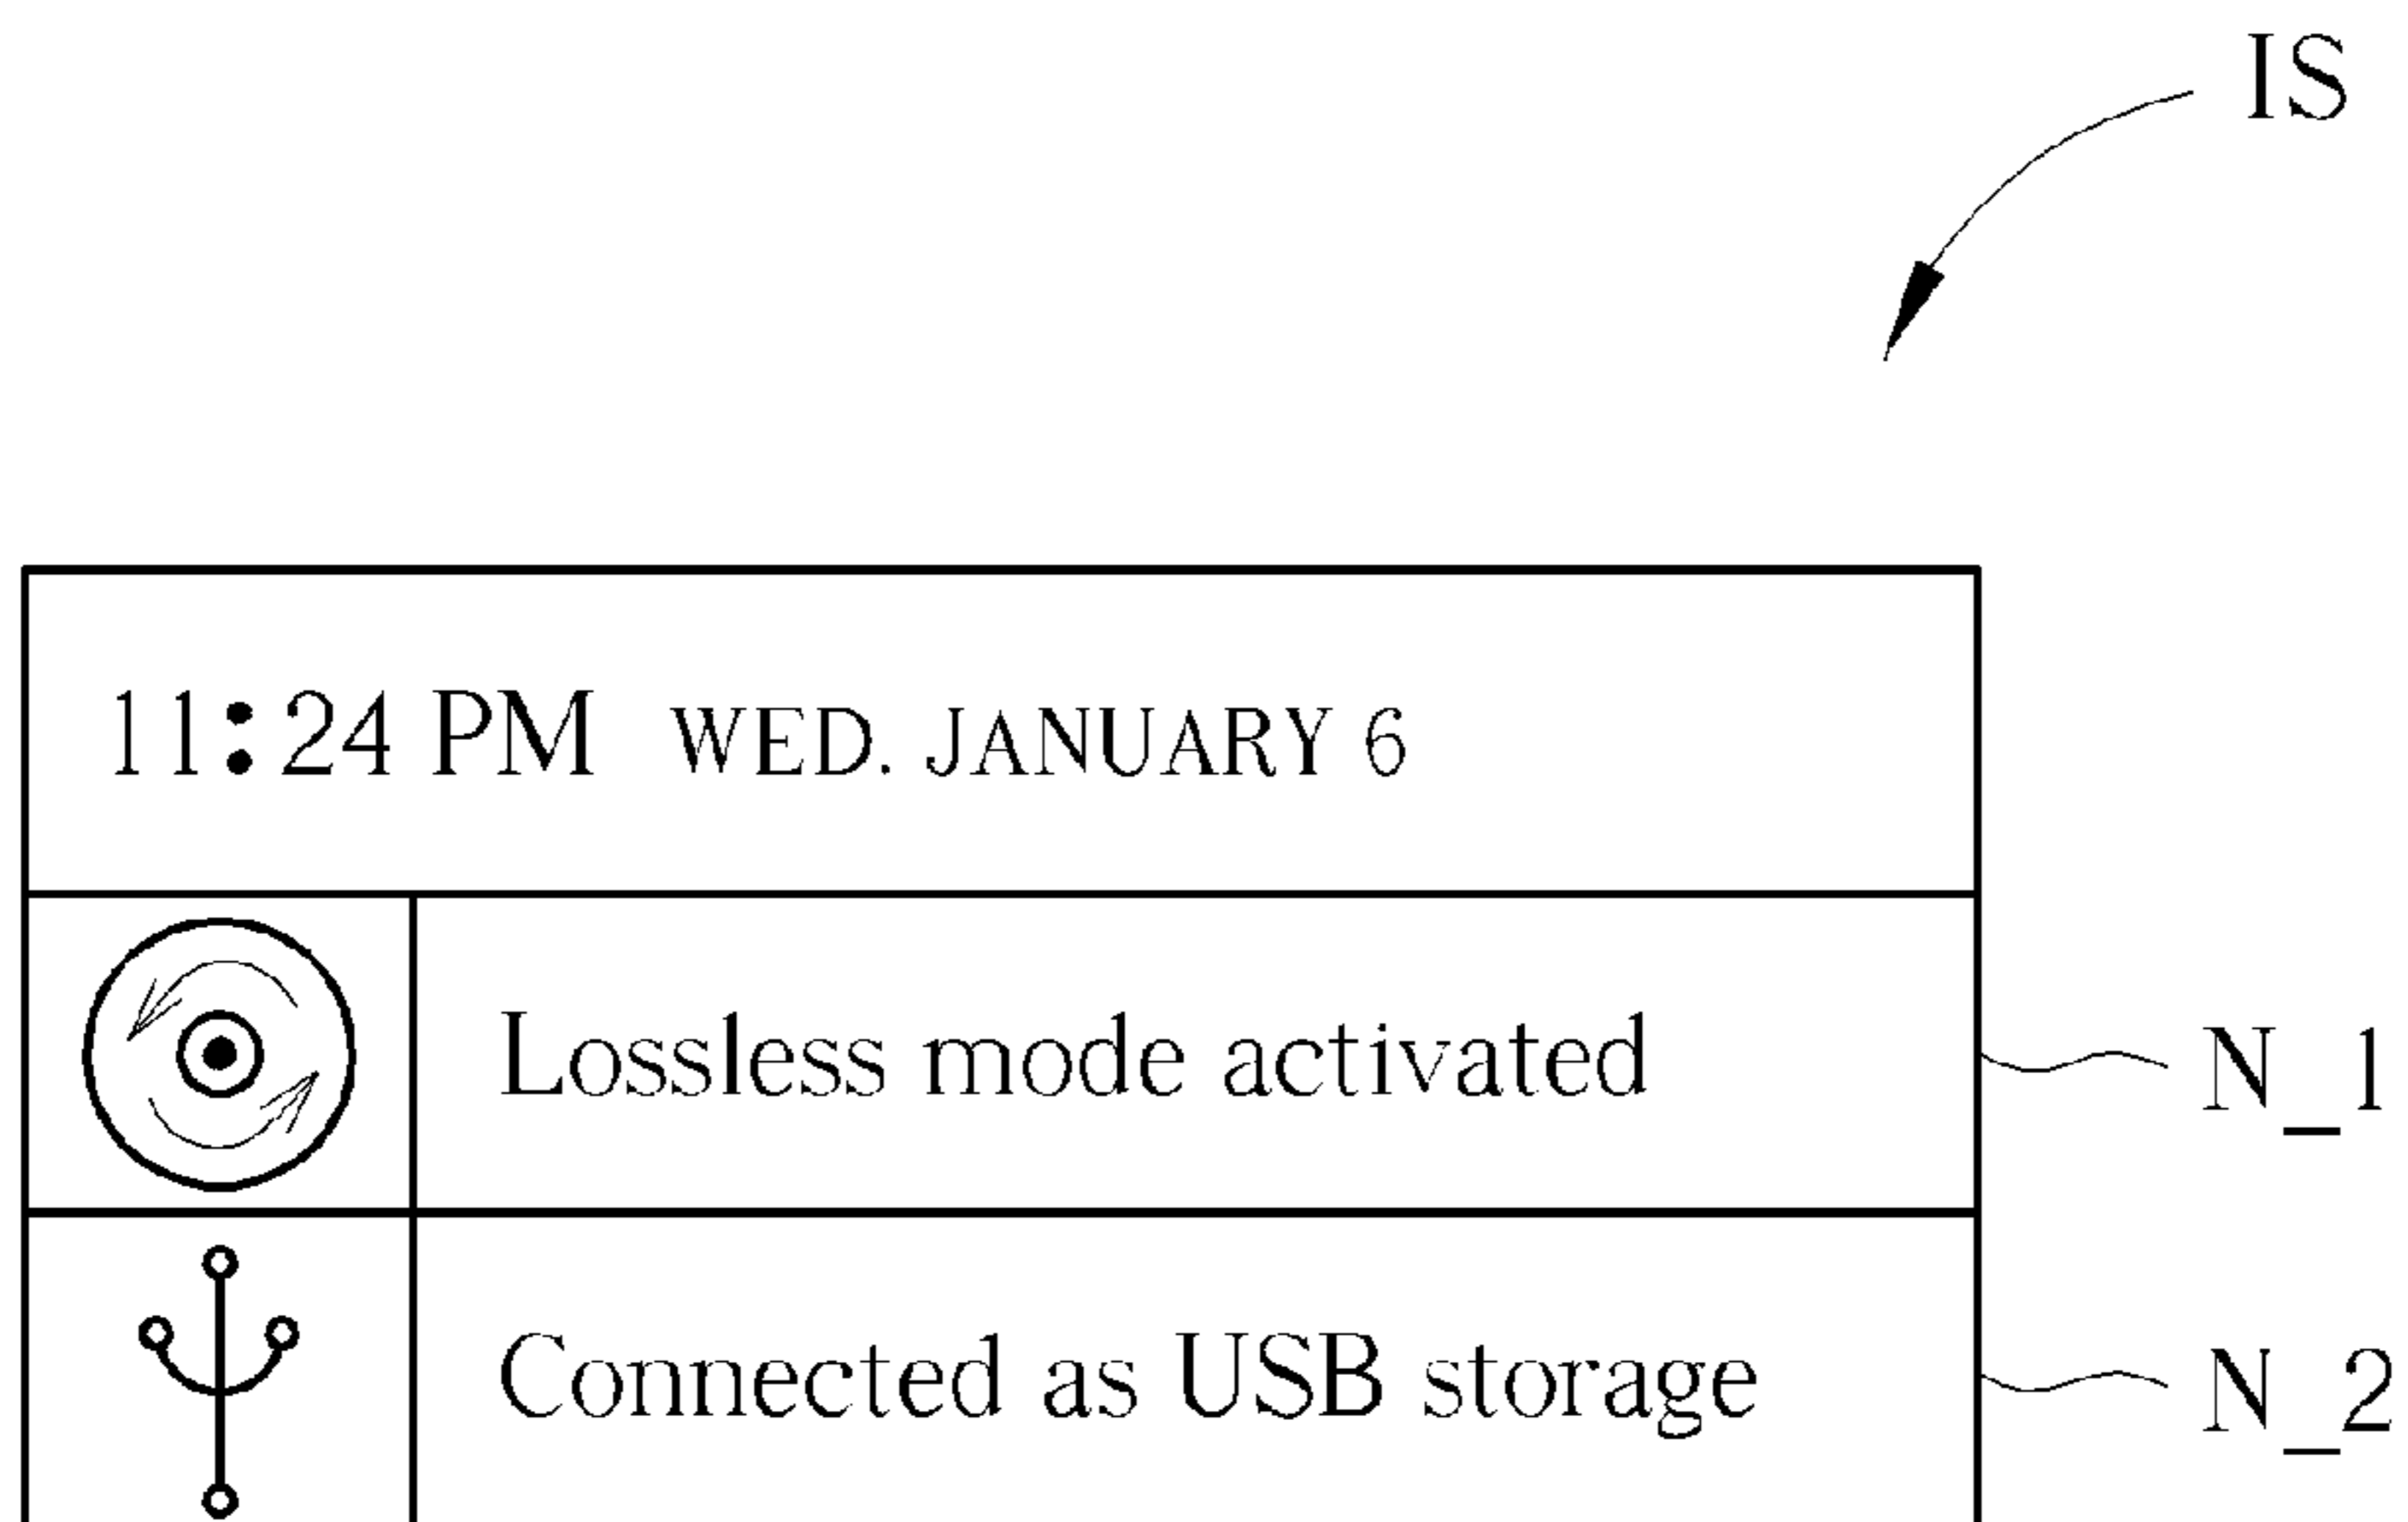 IS
11:24 PM WED. JANUARY 6
Lossless mode activated N_1
Connected as USB storage N_2